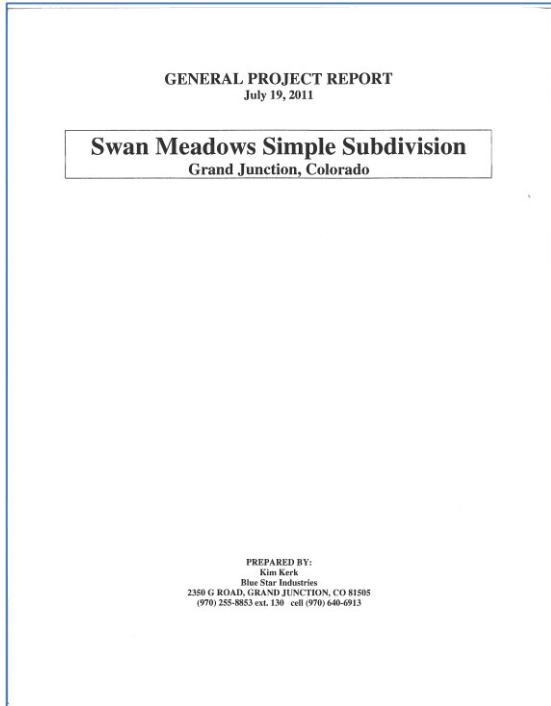 GENERAL PROJECT REPORT
July 19, 2011
Swan Meadows Simple Subdivision
Grand Junction, Colorado
PREPARED BY:
Kim Kerk
Blue Star Industries
2350 G ROAD, GRAND JUNCTION, CO 81505
(970) 255-8853 ext. 130 cell (970) 640-6913